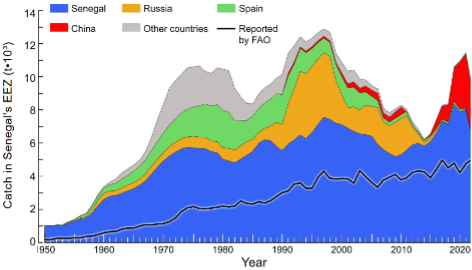 Senegal
Russia
Spain
China
Other countries
Reported
by FAO
Catch in Senegal's EEZ (t•10³)
14
12
10
8
6
4
2
0
1950
1960
1970
1980
1990
2000
2010
2020
Year